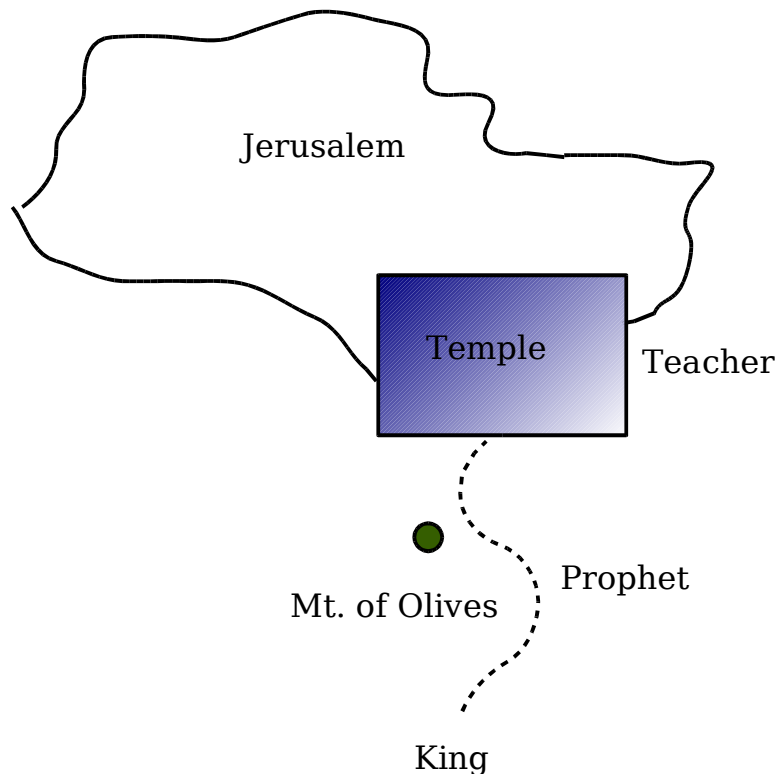 Jerusalem
Temple
Teacher
Prophet
Mt. of Olives
King